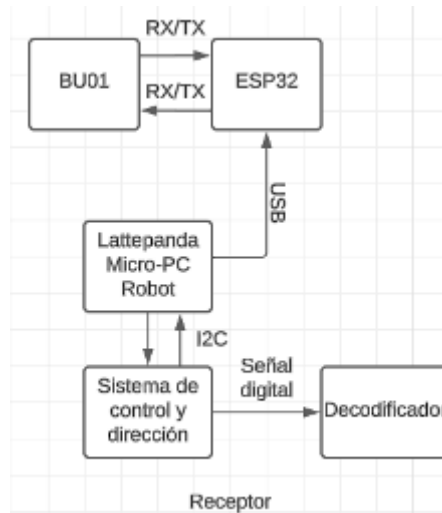 RX/TX
BU01
ESP32
RX/TX
USB
Lattepanda
Micro-PC
Robot
I2C
Sistema de
control y
dirección
Señal
digital
Decodificador
Receptor